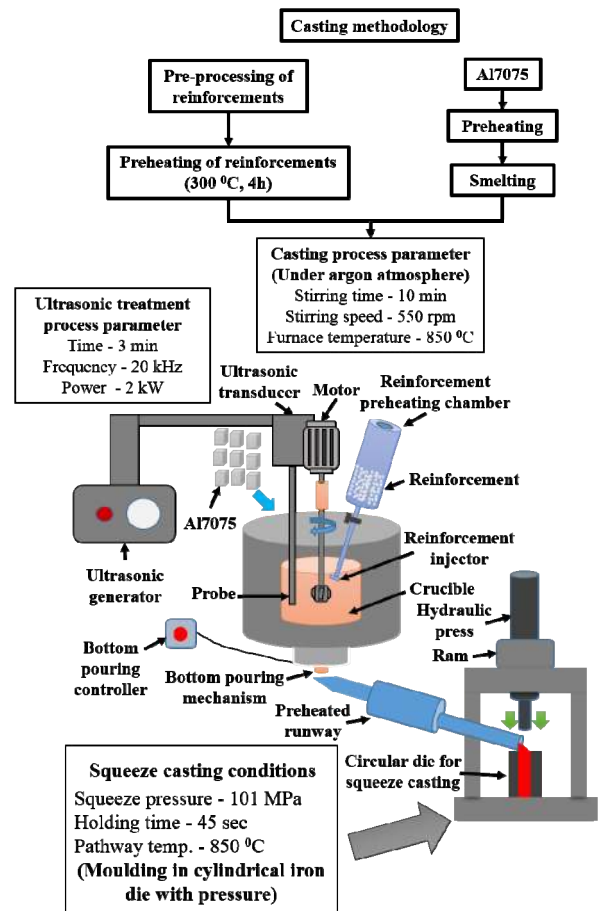 Casting methodology
Pre-processing of
reinforcements
Al7075
Preheating
Preheating of reinforcements
(300 ⁰C, 4h)
Smelting
Casting process parameter
(Under argon atmosphere)
Stirring time - 10 min
Stirring speed - 550 rpm
Furnace temperature - 850 ⁰C
Ultrasonic treatment
process parameter
Time - 3 min
Frequency - 20 kHz
Power - 2 kW
Ultrasonic
transducer
Motor
Reinforcement
preheating chamber
Reinforcement
Al7075
Ultrasonic
generator
Probe
Reinforcement
injector
Crucible
Hydraulic
press
Ram
Bottom
pouring
controller
Bottom pouring
mechanism
Preheated
runway
Circular die for
squeeze casting
Squeeze casting conditions
Squeeze pressure - 101 MPa
Holding time - 45 sec
Pathway temp. - 850 ⁰C
(Moulding in cylindrical iron
die with pressure)